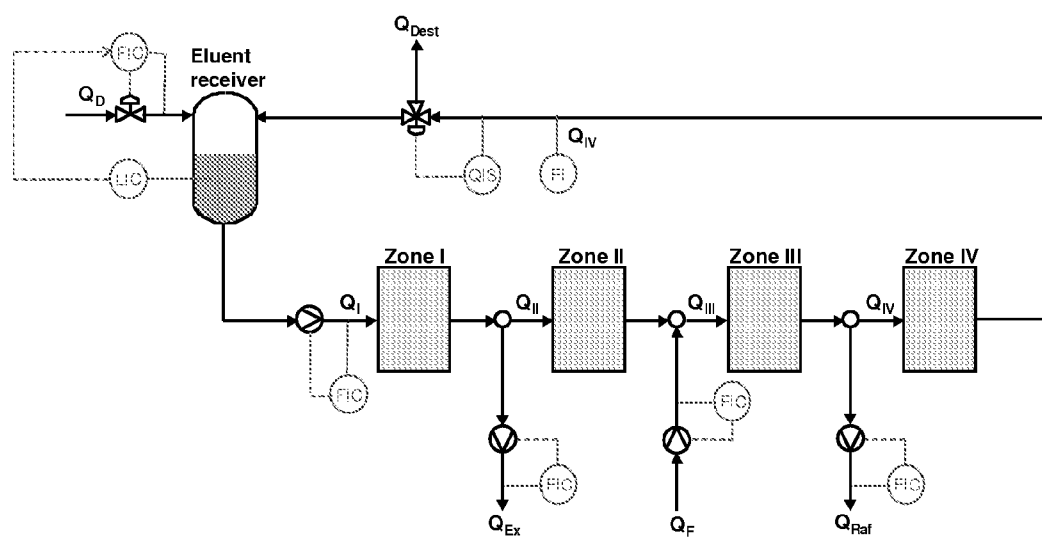 Q_Dest
FIC
Eluent
receiver
Q_D
Q_IV
LIC
QIS
FI
Zone I
Zone II
Zone III
Zone IV
Q_I
Q_II
Q_III
Q_IV
FIC
FIC
FIC
FIC
Q_Ex
Q_F
Q_Raf